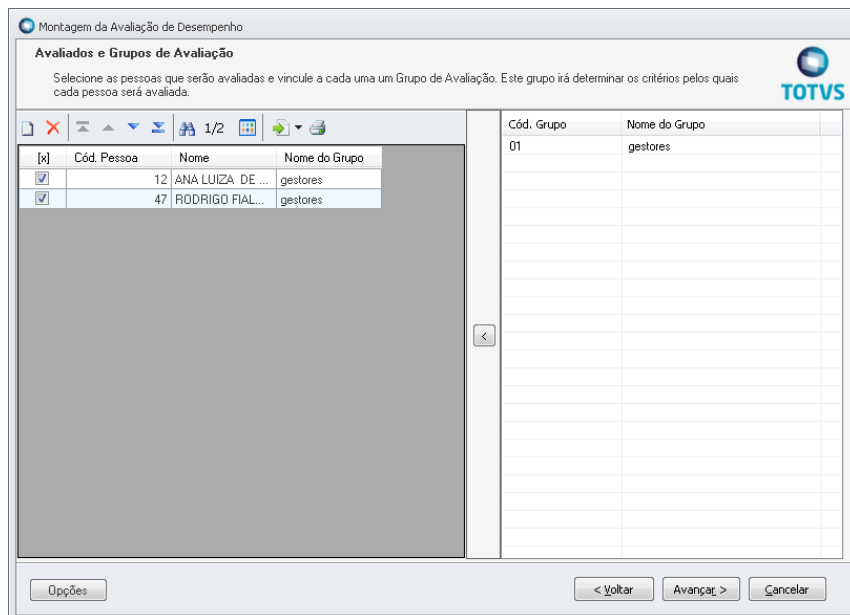 Montagem da Avaliação de Desempenho
Avaliados e Grupos de Avaliação
Selecione as pessoas que serão avaliadas e vincule a cada uma um Grupo de Avaliação. Este grupo irá determinar os critérios pelos quais
cada pessoa será avaliada.
TOTVS
1/2
[x] Cód. Pessoa Nome Nome do Grupo
12 ANA LUIZA DE ... gestores
47 RODRIGO FIAL... gestores
<
Cód. Grupo Nome do Grupo
01 gestores
Opções
< Voltar Avançar > Cancelar